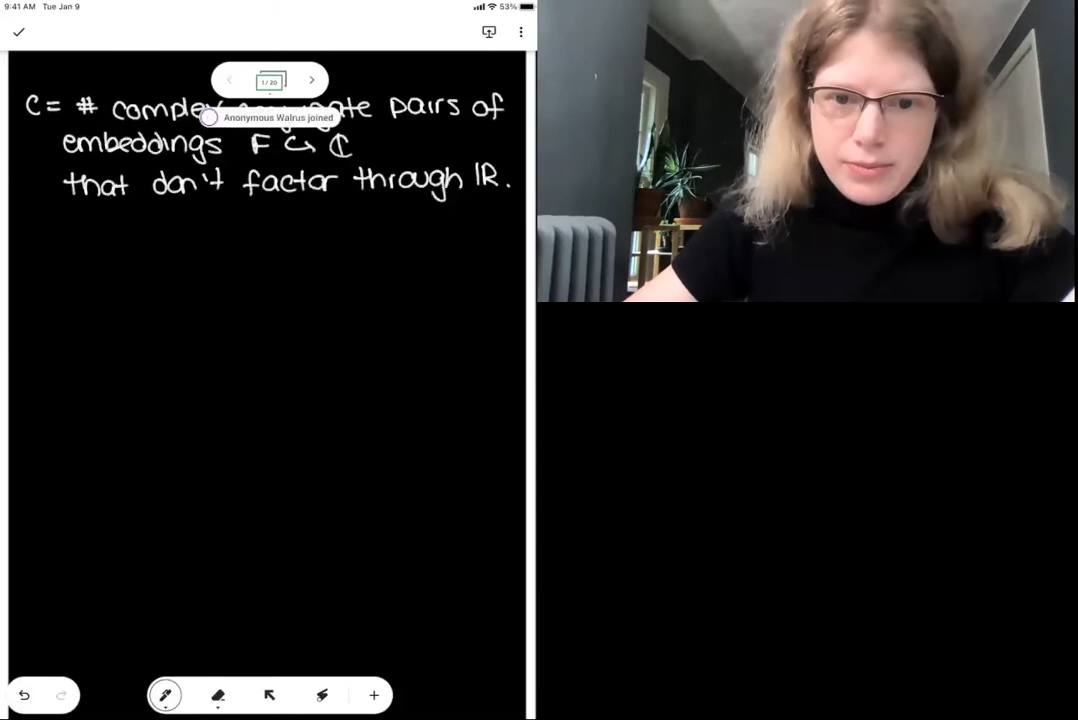 9:41 AM Tue Jan 9
53%
1/20
C = # complex conjugate pairs of
Anonymous Walrus joined
embeddings F ↪ ℂ
that don't factor through ℝ.